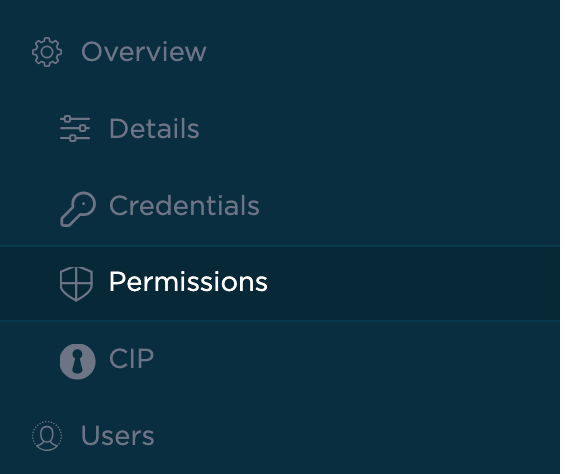 Overview
Details
Credentials
Permissions
CIP
Users